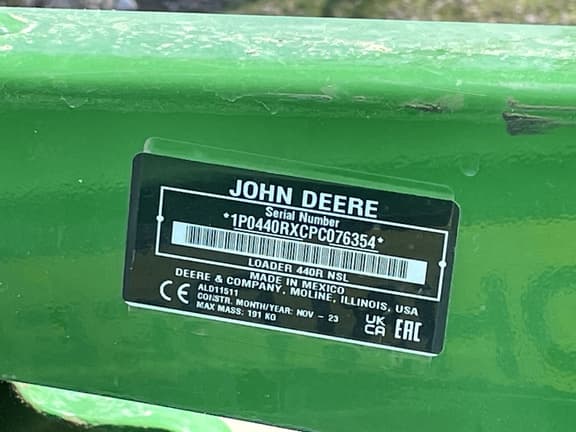 JOHN DEERE
Serial Number
*1P0440RXCPC076354*
LOADER 440R NSL
MADE IN MEXICO
DEERE & COMPANY, MOLINE, ILLINOIS, USA
ALD11511
CONSTR. MONTH/YEAR: NOV - 23
MAX MASS: 191 KG
CE
UK
CA
EAC